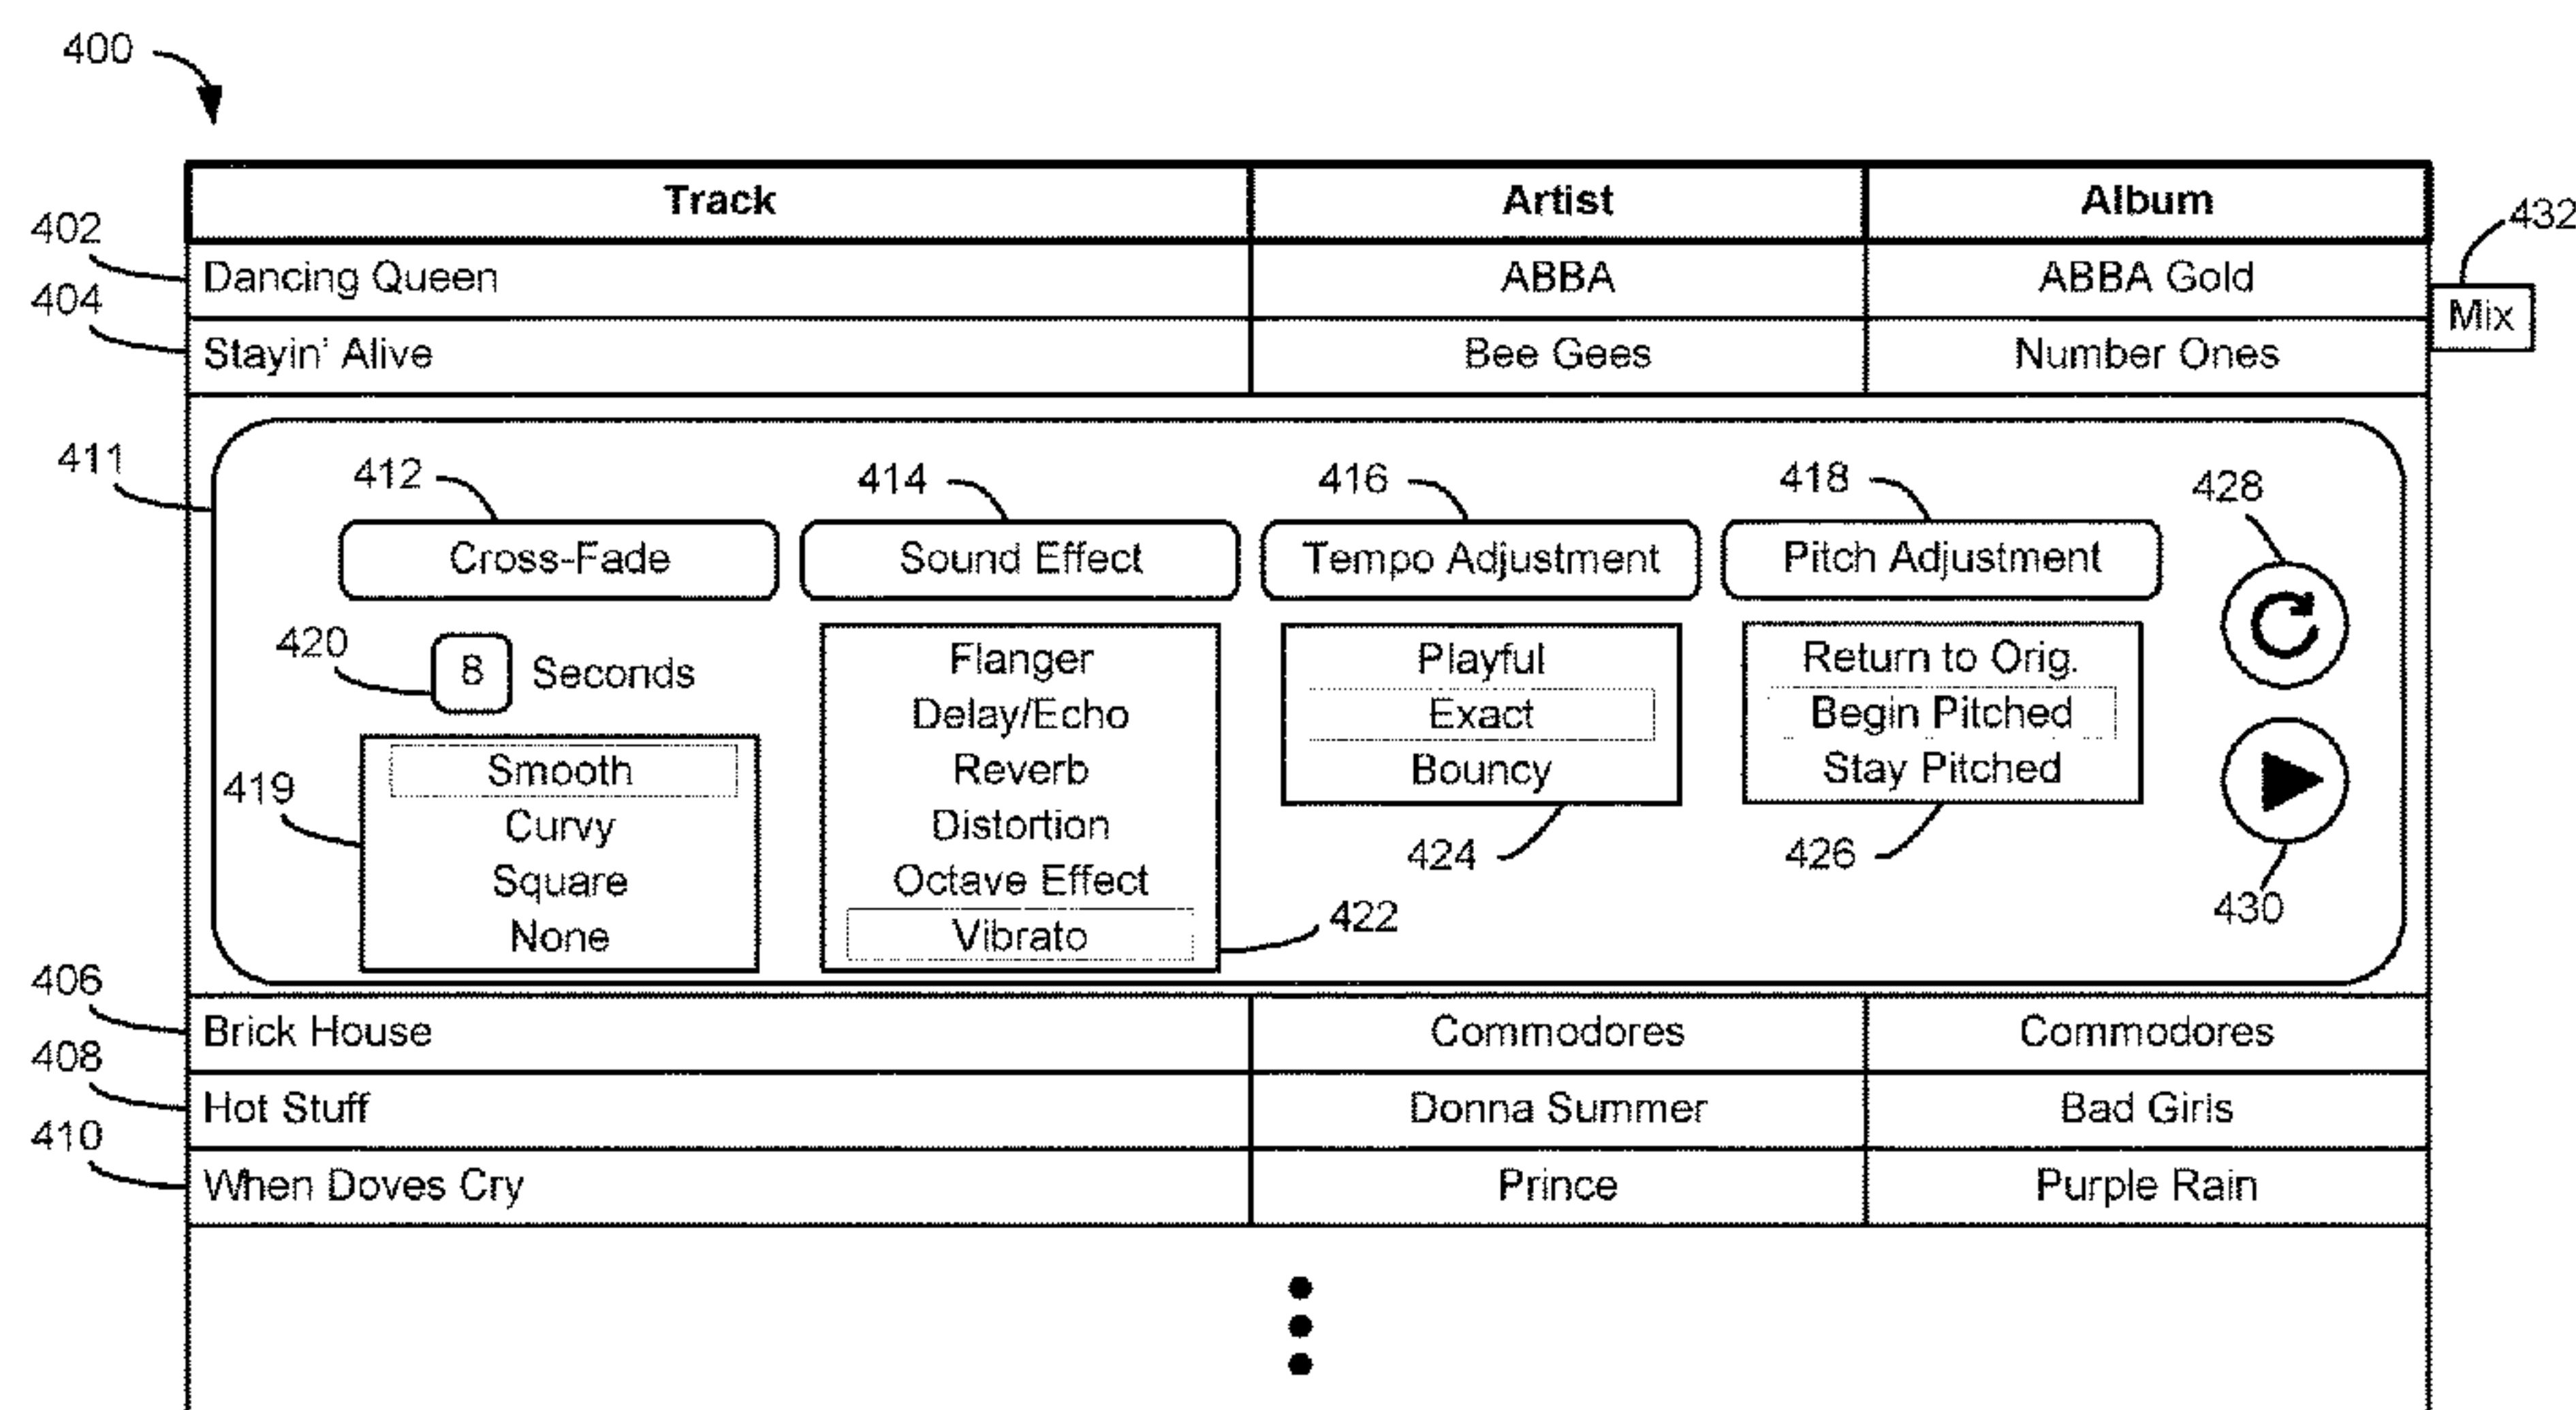 400
Track Artist Album
402
432
Dancing Queen ABBA ABBA Gold
404
Mix
Stayin' Alive Bee Gees Number Ones
411
412 414 416 418 428
Cross-Fade Sound Effect Tempo Adjustment Pitch Adjustment
420
8 Seconds
419
Smooth
Curvy
Square
None
Flanger
Delay/Echo
Reverb
Distortion
Octave Effect
Vibrato
422
Playful
Exact
Bouncy
424
Return to Orig.
Begin Pitched
Stay Pitched
426
430
406
Brick House Commodores Commodores
408
Hot Stuff Donna Summer Bad Girls
410
When Doves Cry Prince Purple Rain